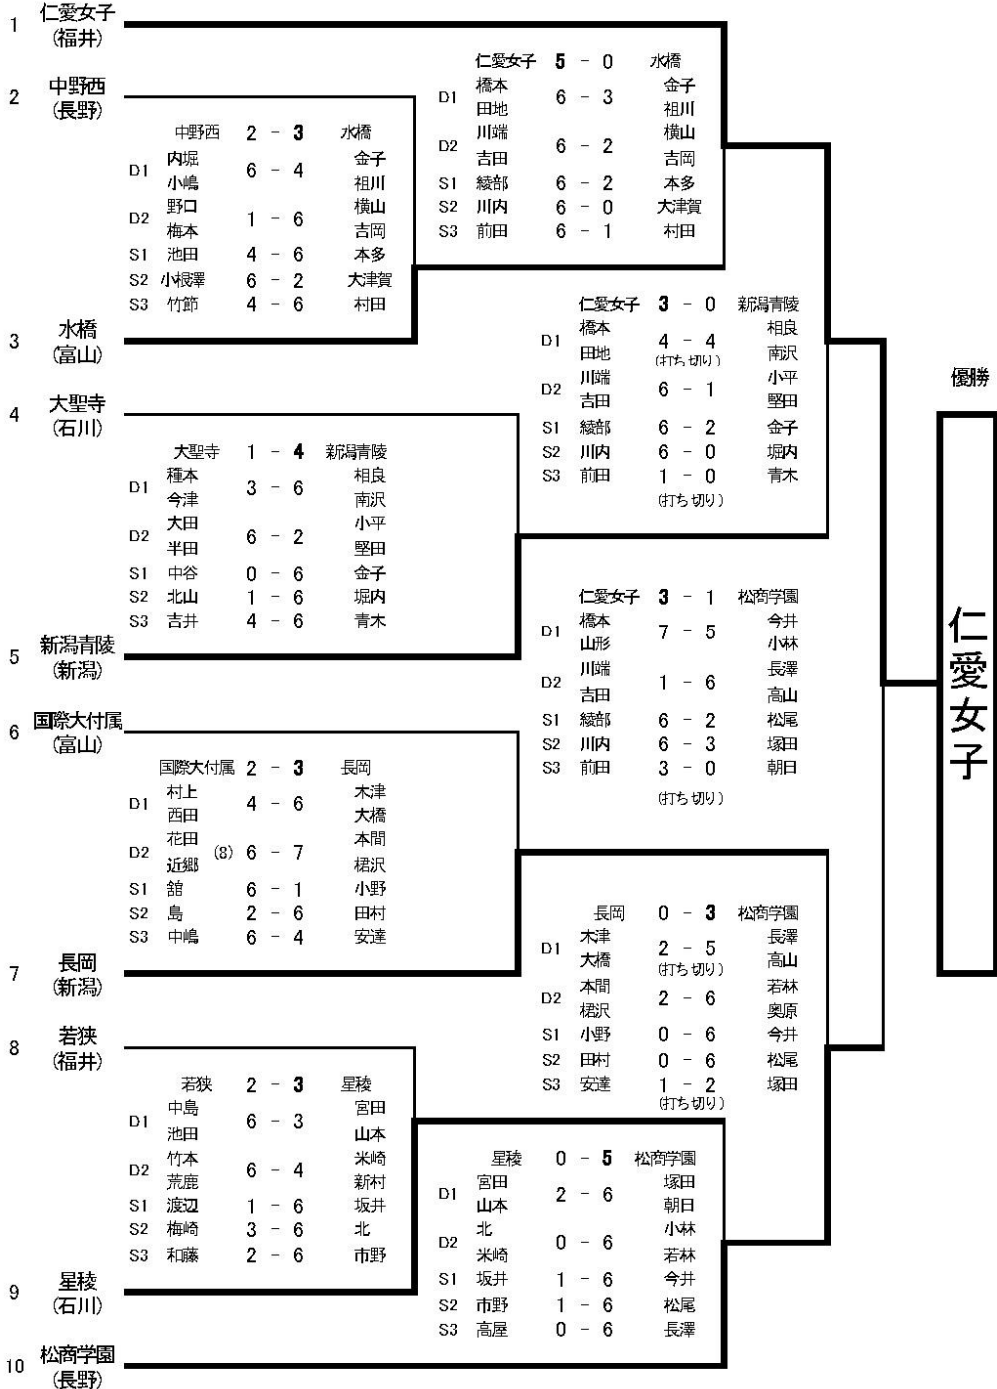 1 仁愛女子
(福井)
2 中野西
(長野)
中野西 2 - 3 水橋
D1 内堀 小嶋 6 - 4 金子 祖川
D2 野口 梅本 1 - 6 横山 吉岡
S1 池田 4 - 6 本多
S2 小根澤 6 - 2 大津賀
S3 竹節 4 - 6 村田
3 水橋
(富山)
仁愛女子 5 - 0 水橋
D1 橋本 田地 6 - 3 金子 祖川
D2 川端 吉田 6 - 2 横山 吉岡
S1 綾部 6 - 2 本多
S2 川内 6 - 0 大津賀
S3 前田 6 - 1 村田
4 大聖寺
(石川)
大聖寺 1 - 4 新潟青陵
D1 種本 今津 3 - 6 相良 南沢
D2 大田 半田 6 - 2 小平 堅田
S1 中谷 0 - 6 金子
S2 北山 1 - 6 堀内
S3 吉井 4 - 6 青木
5 新潟青陵
(新潟)
仁愛女子 3 - 0 新潟青陵
D1 橋本 田地 4 - 4 相良 南沢
(打ち切り)
D2 川端 吉田 6 - 1 小平 堅田
S1 綾部 6 - 2 金子
S2 川内 6 - 0 堀内
S3 前田 1 - 0 青木
(打ち切り)
仁愛女子 3 - 1 松商学園
D1 橋本 山形 7 - 5 今井 小林
D2 川端 吉田 1 - 6 長澤 高山
S1 綾部 6 - 2 松尾
S2 川内 6 - 3 塚田
S3 前田 3 - 0 朝日
(打ち切り)
6 国際大付属
(富山)
国際大付属 2 - 3 長岡
D1 村上 西田 4 - 6 木津 大橋
D2 花田 近郷 (8) 6 - 7 本間 桾沢
S1 舘 6 - 1 小野
S2 島 2 - 6 田村
S3 中嶋 6 - 4 安達
7 長岡
(新潟)
長岡 0 - 3 松商学園
D1 木津 大橋 2 - 5 長澤 高山
(打ち切り)
D2 本間 桾沢 2 - 6 若林 奥原
S1 小野 0 - 6 今井
S2 田村 0 - 6 松尾
S3 安達 1 - 2 塚田
(打ち切り)
8 若狭
(福井)
若狭 2 - 3 星稜
D1 中島 池田 6 - 3 宮田 山本
D2 竹本 荒鹿 6 - 4 米崎 新村
S1 渡辺 1 - 6 坂井
S2 梅崎 3 - 6 北
S3 和藤 2 - 6 市野
9 星稜
(石川)
星稜 0 - 5 松商学園
D1 宮田 山本 2 - 6 塚田 朝日
D2 北 米崎 0 - 6 小林 若林
S1 坂井 1 - 6 今井
S2 市野 1 - 6 松尾
S3 高屋 0 - 6 長澤
10 松商学園
(長野)
優勝
仁愛女子